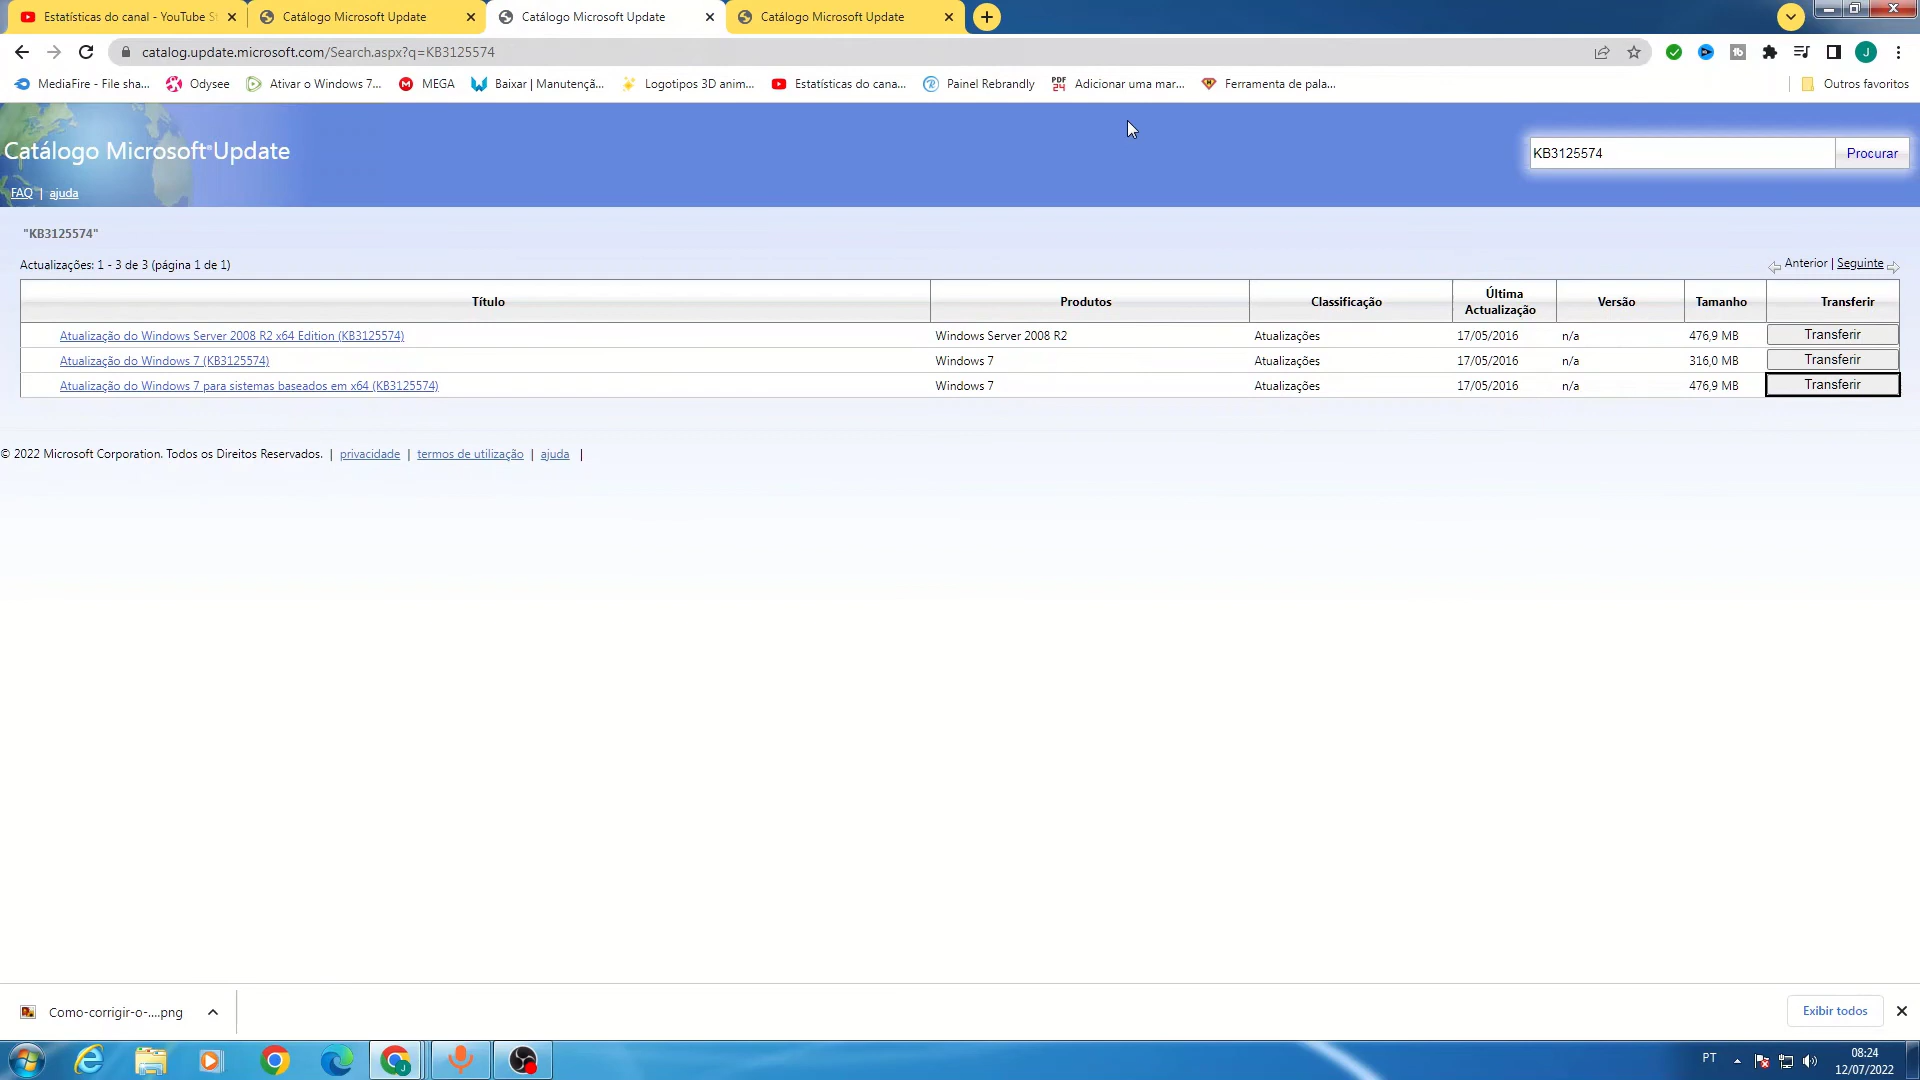 Estatísticas do canal - YouTube St
Catálogo Microsoft Update
Catálogo Microsoft Update
Catálogo Microsoft Update
catalog.update.microsoft.com/Search.aspx?q=KB3125574
J
MediaFire - File sha...
Odysee
Ativar o Windows 7...
MEGA
Baixar | Manutençã...
Logotipos 3D anim...
Estatísticas do cana...
Painel Rebrandly
PDF 24
Adicionar uma mar...
Ferramenta de pala...
Outros favoritos
Catálogo Microsoft® Update
KB3125574
Procurar
FAQ | ajuda
"KB3125574"
Actualizações: 1 - 3 de 3 (página 1 de 1)
Anterior | Seguinte
Título Produtos Classificação Última Actualização Versão Tamanho Transferir
Atualização do Windows Server 2008 R2 x64 Edition (KB3125574) Windows Server 2008 R2 Atualizações 17/05/2016 n/a 476,9 MB Transferir
Atualização do Windows 7 (KB3125574) Windows 7 Atualizações 17/05/2016 n/a 316,0 MB Transferir
Atualização do Windows 7 para sistemas baseados em x64 (KB3125574) Windows 7 Atualizações 17/05/2016 n/a 476,9 MB Transferir
© 2022 Microsoft Corporation. Todos os Direitos Reservados. | privacidade | termos de utilização | ajuda |
Como-corrigir-o-....png
Exibir todos
PT
08:24
12/07/2022